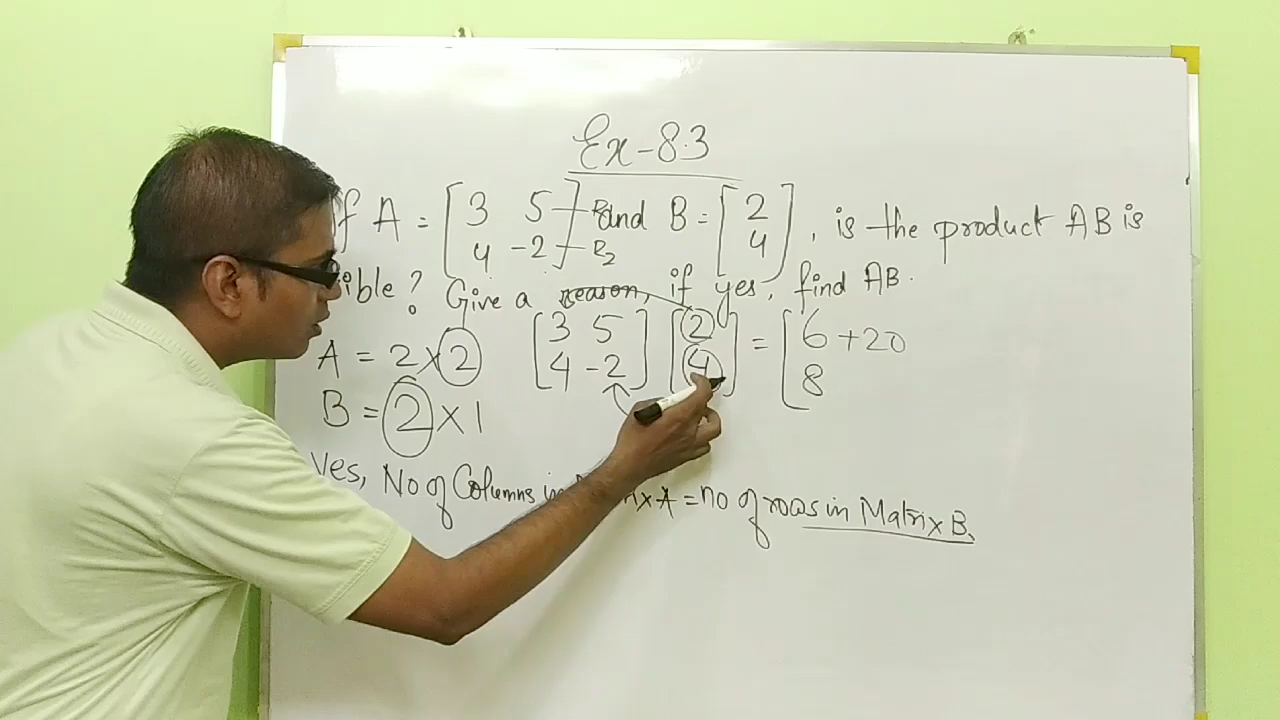 Ex-8.3
If A = [3 5 4 -2] R₂ and B = [2 4], is the product AB is
ible? Give a reason, if yes, find AB.
A = 2×2 [3 5 4 -2] [2 4] = [6+20 8
B = 2×1
Yes, No of Columns in A = no of rows in Matrix B.